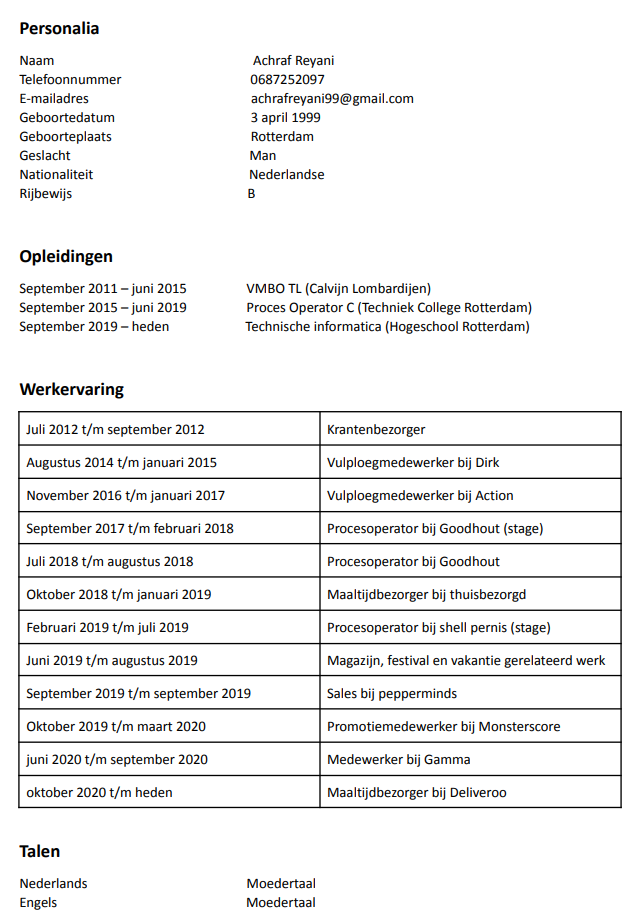 Personalia
Naam Achraf Reyani
Telefoonnummer 0687252097
E-mailadres achrafreyani99@gmail.com
Geboortedatum 3 april 1999
Geboorteplaats Rotterdam
Geslacht Man
Nationaliteit Nederlandse
Rijbewijs B
Opleidingen
September 2011 – juni 2015 VMBO TL (Calvijn Lombardijen)
September 2015 – juni 2019 Proces Operator C (Techniek College Rotterdam)
September 2019 – heden Technische informatica (Hogeschool Rotterdam)
Werkervaring
Juli 2012 t/m september 2012 Krantenbezorger
Augustus 2014 t/m januari 2015 Vulploegmedewerker bij Dirk
November 2016 t/m januari 2017 Vulploegmedewerker bij Action
September 2017 t/m februari 2018 Procesoperator bij Goodhout (stage)
Juli 2018 t/m augustus 2018 Procesoperator bij Goodhout
Oktober 2018 t/m januari 2019 Maaltijdbezorger bij thuisbezorgd
Februari 2019 t/m juli 2019 Procesoperator bij shell pernis (stage)
Juni 2019 t/m augustus 2019 Magazijn, festival en vakantie gerelateerd werk
September 2019 t/m september 2019 Sales bij pepperminds
Oktober 2019 t/m maart 2020 Promotiemedewerker bij Monsterscore
juni 2020 t/m september 2020 Medewerker bij Gamma
oktober 2020 t/m heden Maaltijdbezorger bij Deliveroo
Talen
Nederlands Moedertaal
Engels Moedertaal